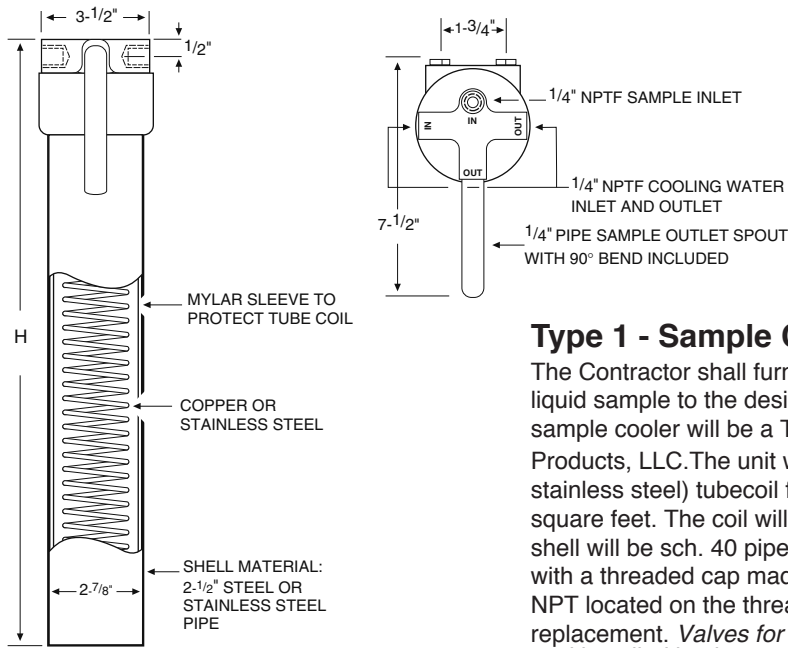 3-1/2"
1/2"
H
MYLAR SLEEVE TO
PROTECT TUBE COIL
COPPER OR
STAINLESS STEEL
SHELL MATERIAL:
2-1/2" STEEL OR
STAINLESS STEEL
PIPE
2-7/8"
1-3/4"
1/4" NPTF SAMPLE INLET
IN
IN
OUT
OUT
1/4" NPTF COOLING WATER
INLET AND OUTLET
7-1/2"
1/4" PIPE SAMPLE OUTLET SPOUT
WITH 90° BEND INCLUDED
Type 1 - Sample
The Contractor shall furn
liquid sample to the desi
sample cooler will be a T
Products, LLC.The unit w
stainless steel) tubecoil f
square feet. The coil will
shell will be sch. 40 pipe
with a threaded cap mad
NPT located on the threa
replacement. Valves for